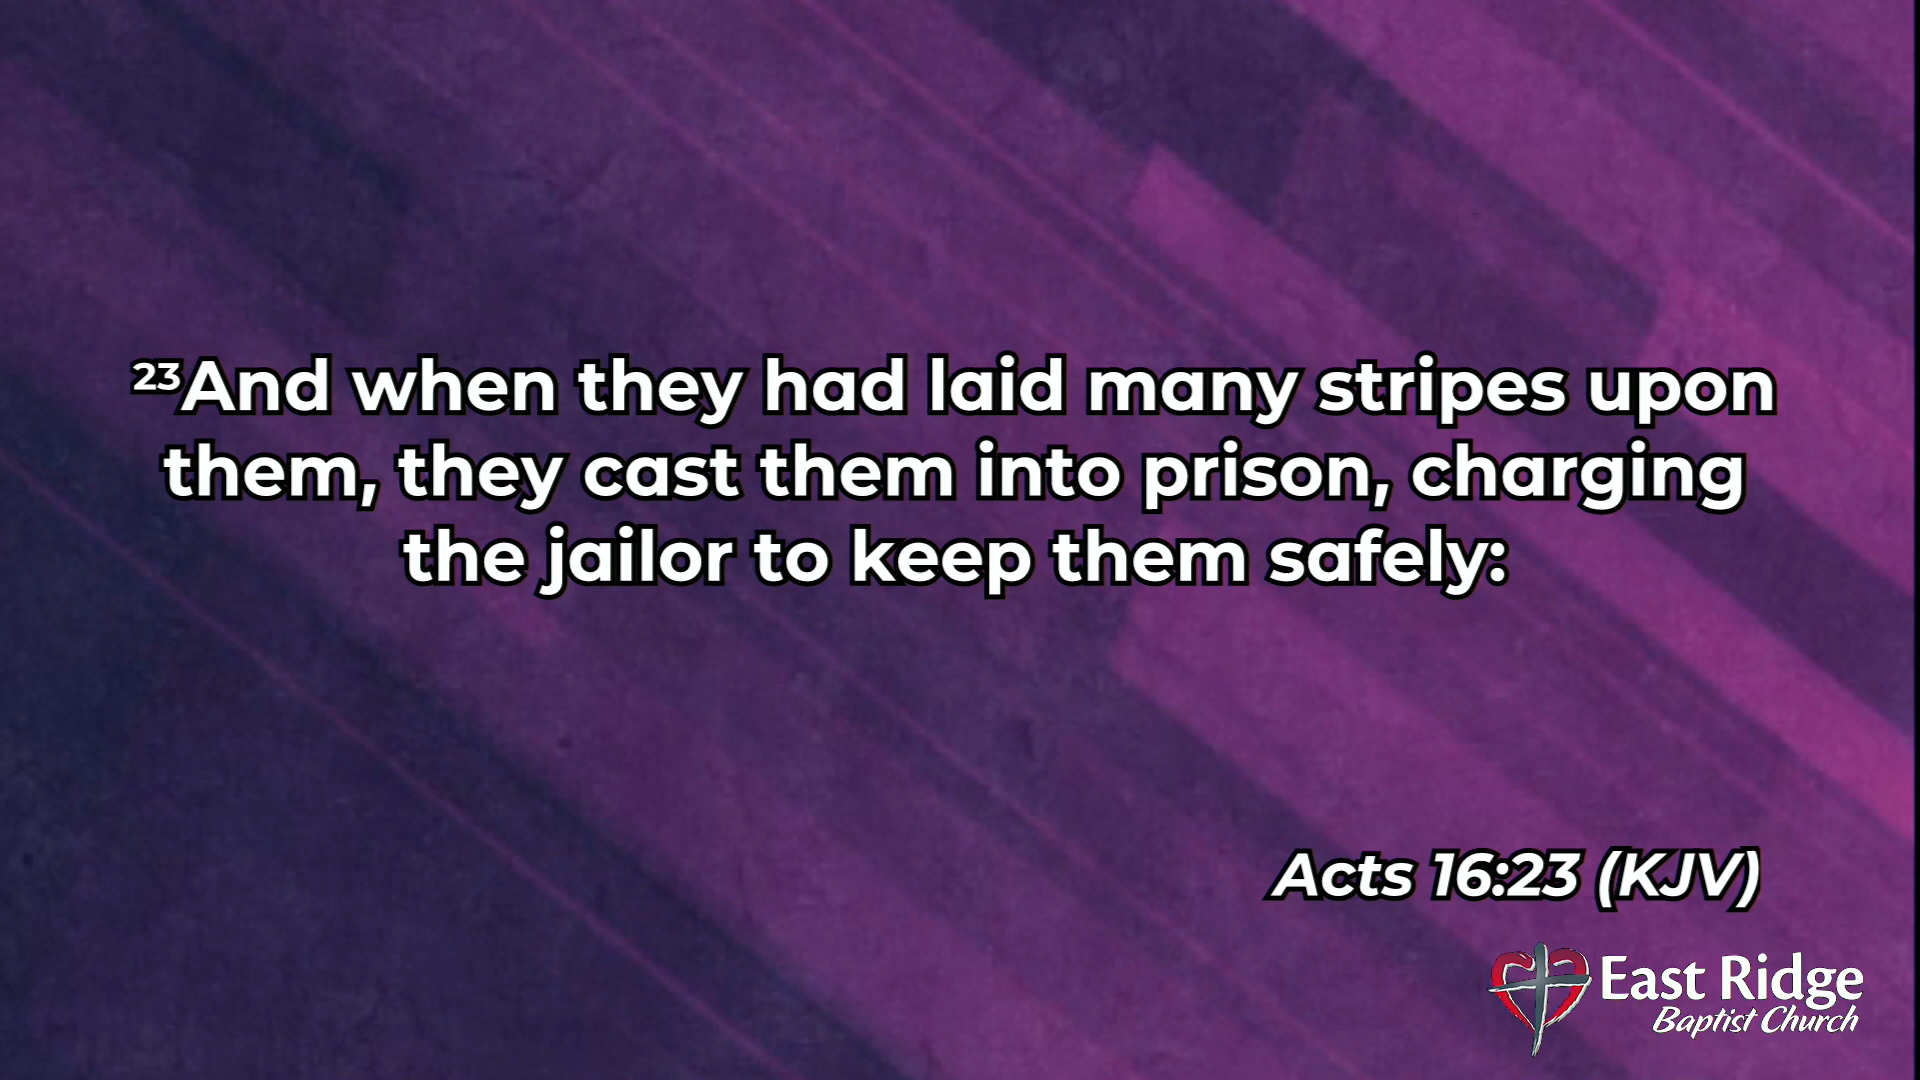 ²³And when they had laid many stripes upon
them, they cast them into prison, charging
the jailor to keep them safely:
Acts 16:23 (KJV)
East Ridge
Baptist Church